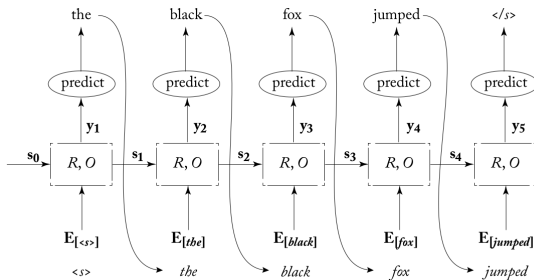 the black fox jumped </s>
predict predict predict predict predict
y1 y2 y3 y4 y5
s0 R, O s1 R, O s2 R, O s3 R, O s4 R, O
E[<s>] E[the] E[black] E[fox] E[jumped]
<s> the black fox jumped